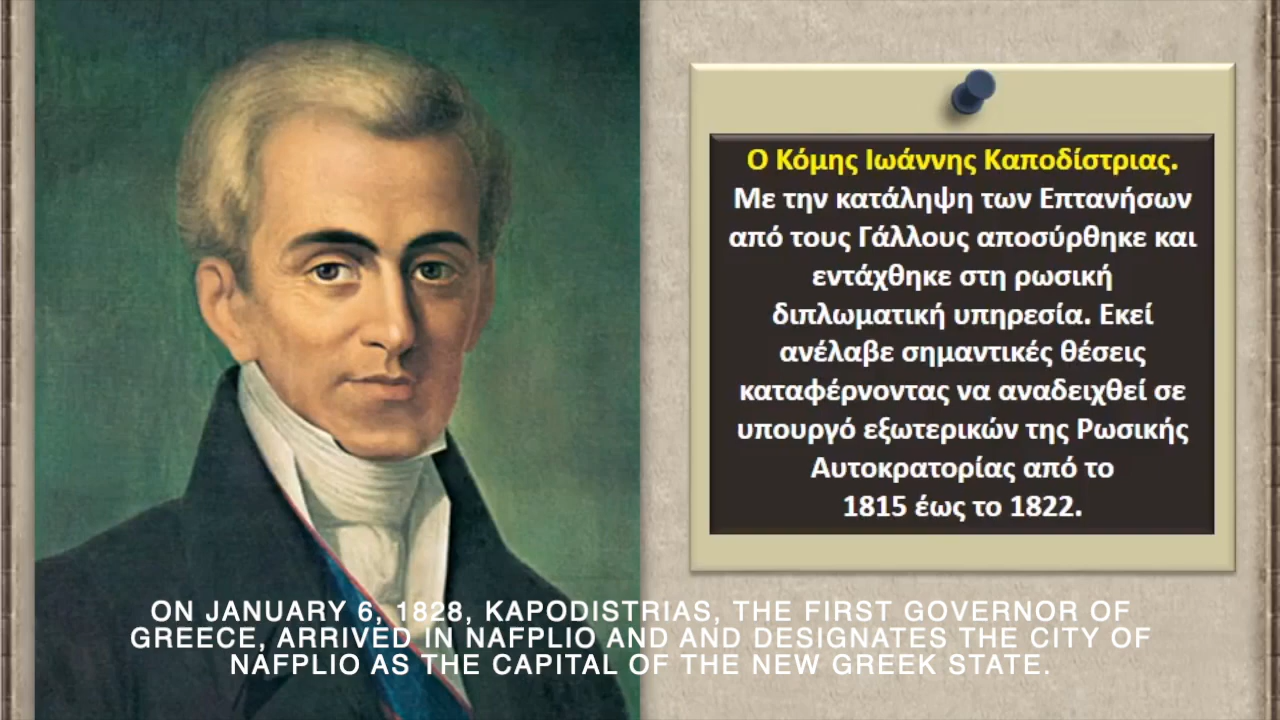 Ο Κόμης Ιωάννης Καποδίστριας.
Με την κατάληψη των Επτανήσων
από τους Γάλλους αποσύρθηκε και
εντάχθηκε στη ρωσική
διπλωματική υπηρεσία. Εκεί
ανέλαβε σημαντικές θέσεις
καταφέρνοντας να αναδειχθεί σε
υπουργό εξωτερικών της Ρωσικής
Αυτοκρατορίας από το
1815 έως το 1822.
ON JANUARY 6, 1828, KAPODISTRIAS, THE FIRST GOVERNOR OF
GREECE, ARRIVED IN NAFPLIO AND AND DESIGNATES THE CITY OF
NAFPLIO AS THE CAPITAL OF THE NEW GREEK STATE.